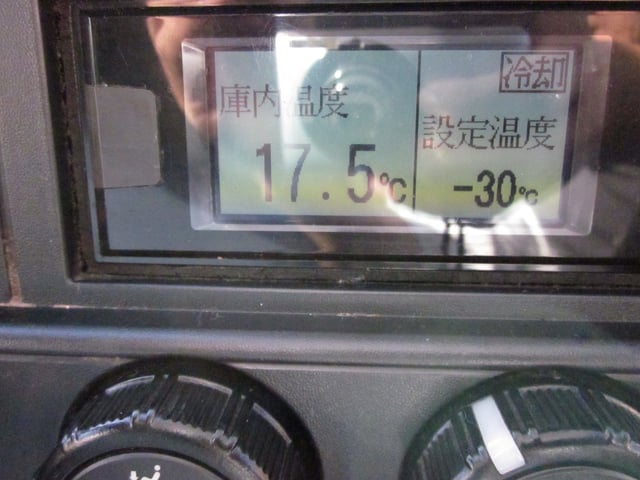 庫内温度
17.5℃
冷却
設定温度
-30℃